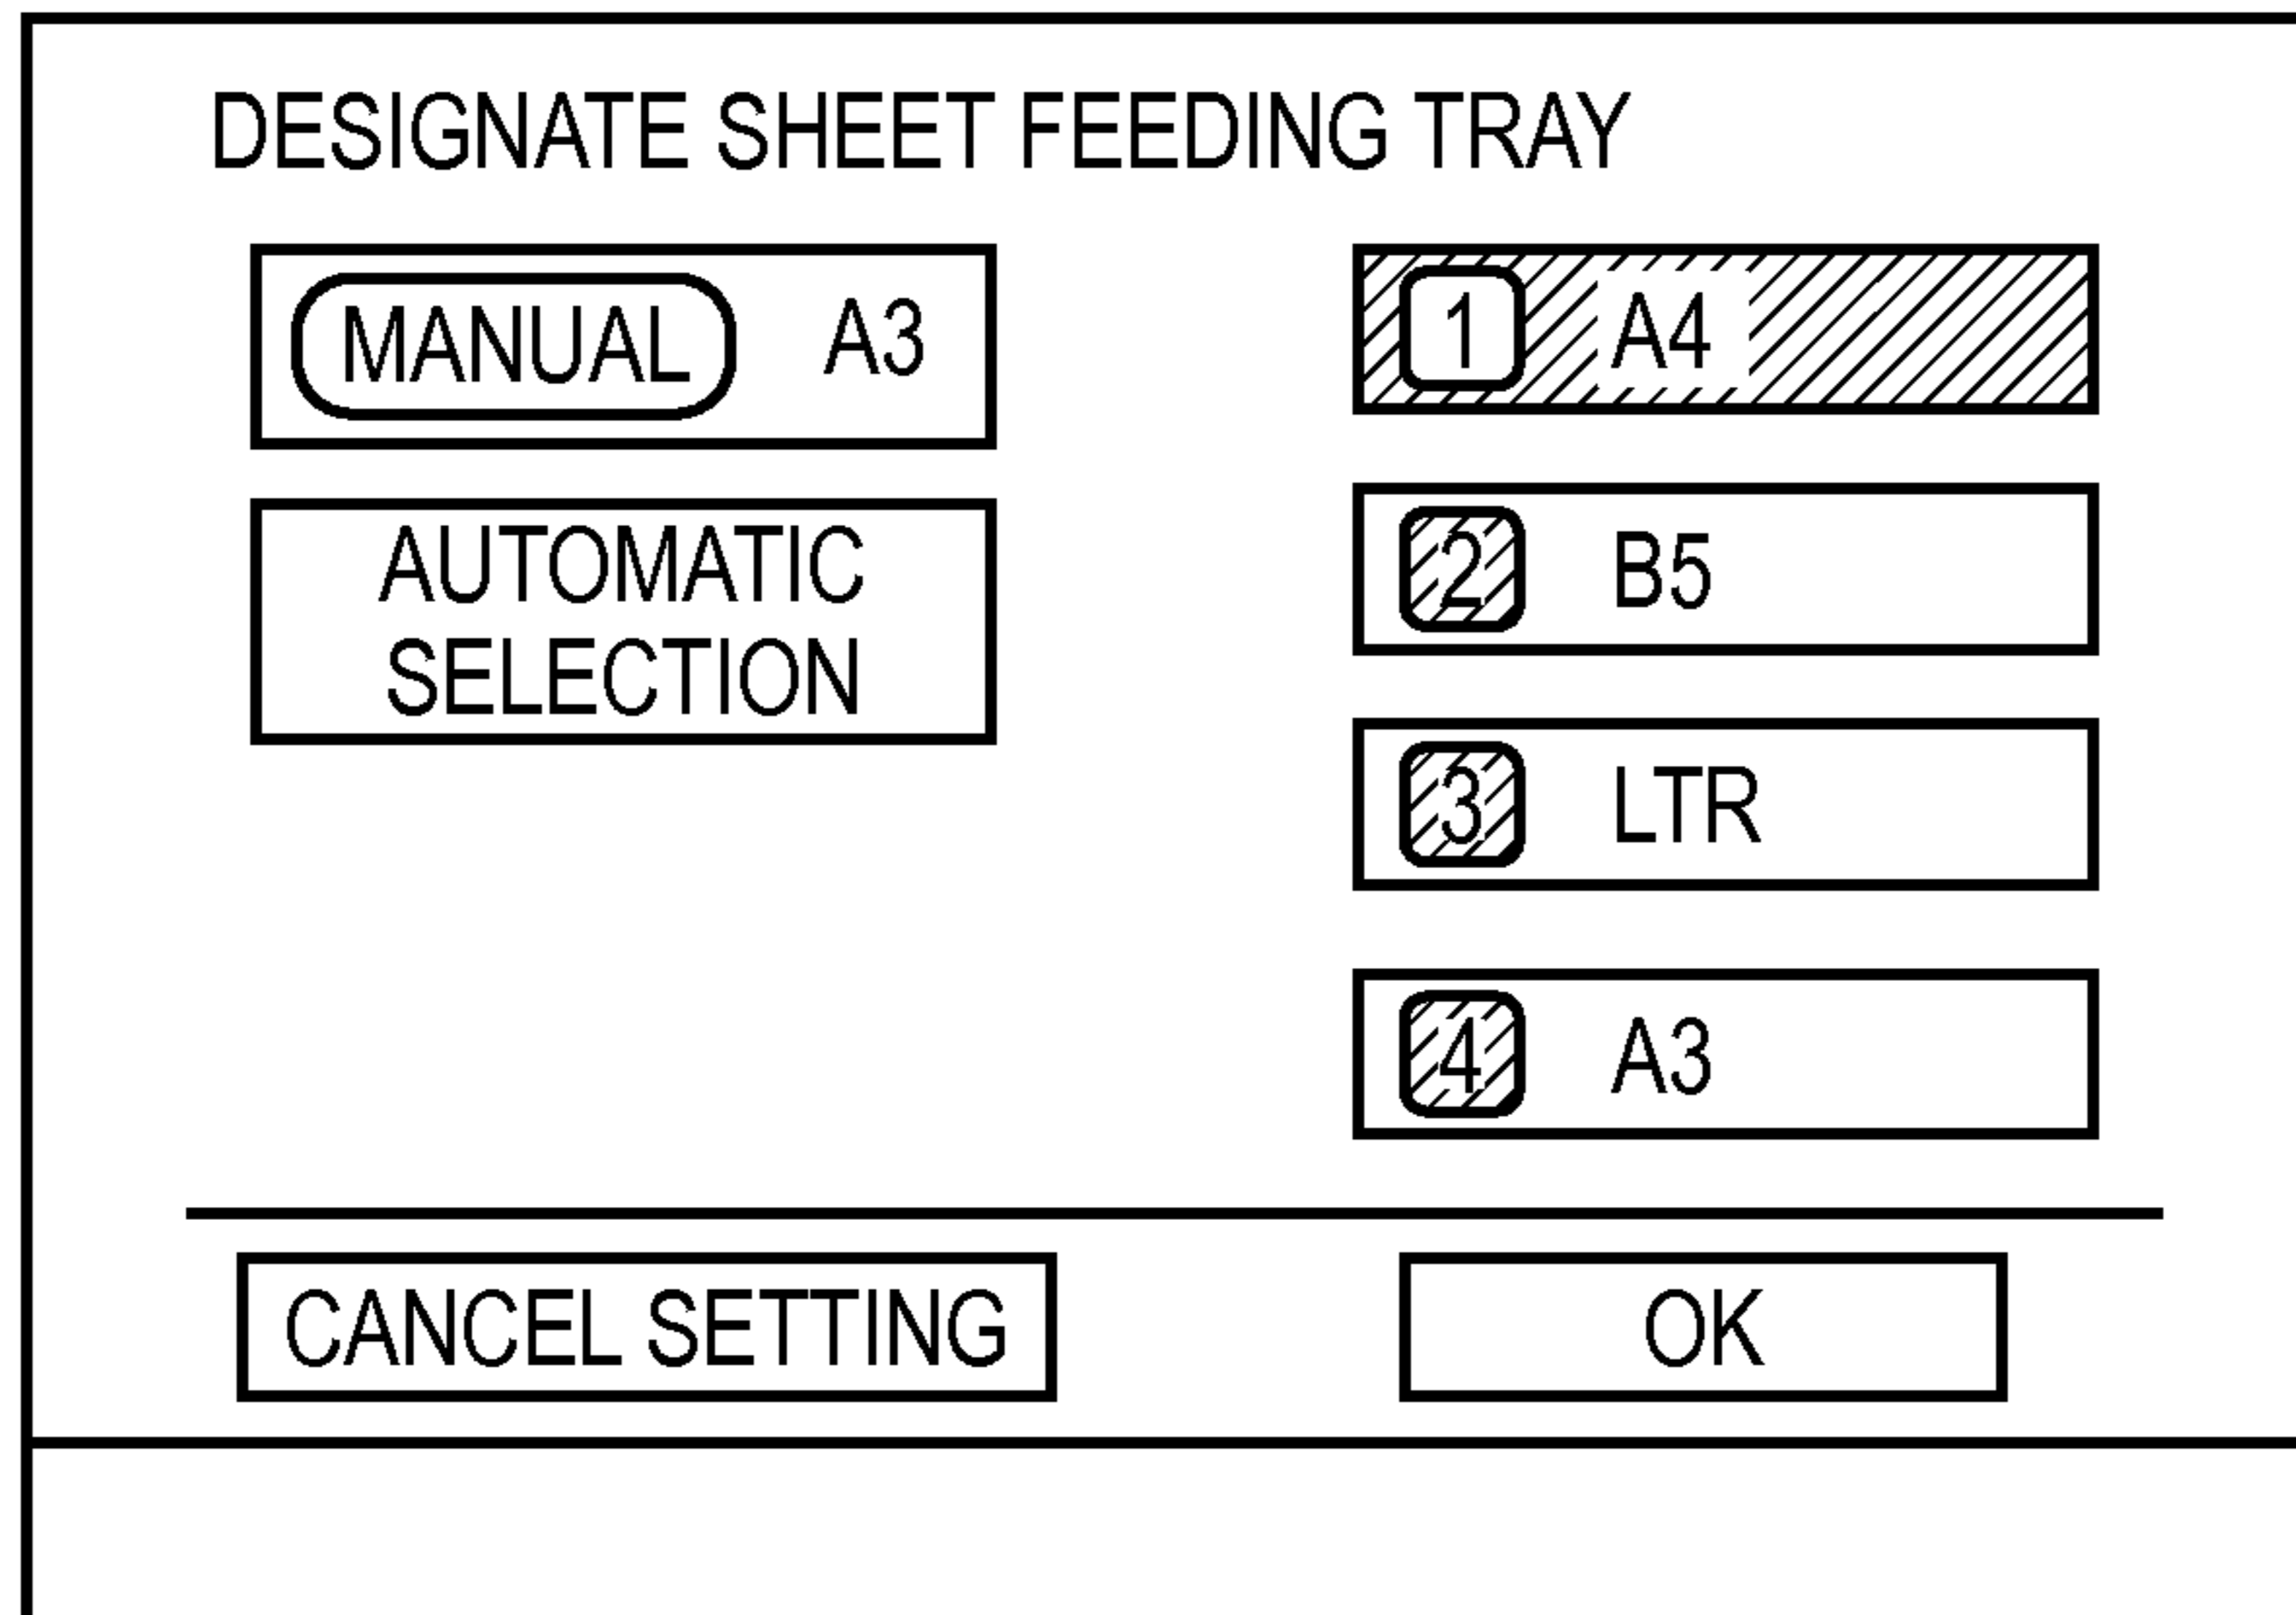 DESIGNATE SHEET FEEDING TRAY
MANUAL A3
AUTOMATIC
SELECTION
1 A4
2 B5
3 LTR
4 A3
CANCEL SETTING
OK